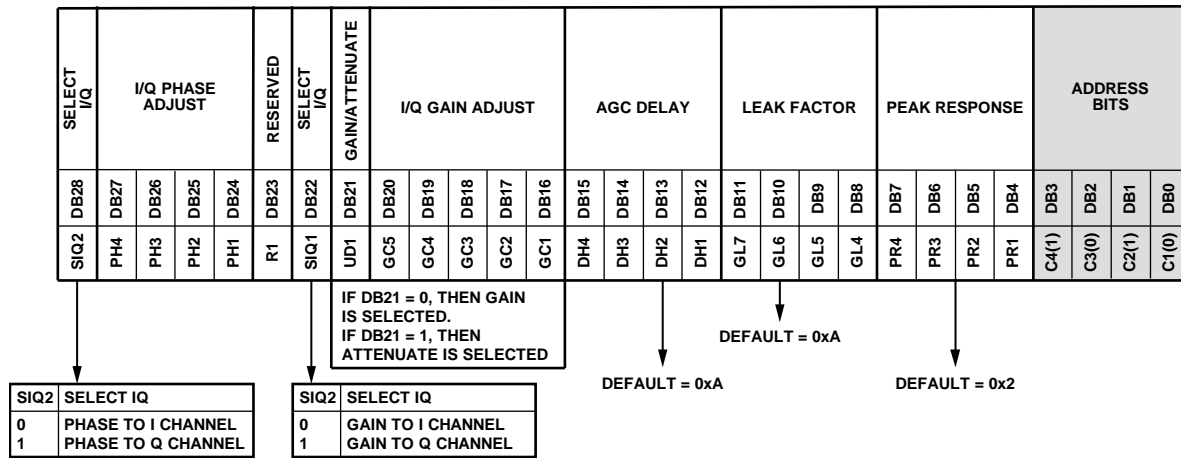 SELECT I/Q
I/Q PHASE ADJUST
RESERVED
SELECT I/Q
GAIN/ATTENUATE
I/Q GAIN ADJUST
AGC DELAY
LEAK FACTOR
PEAK RESPONSE
ADDRESS BITS
DB28 DB27 DB26 DB25 DB24 DB23 DB22 DB21 DB20 DB19 DB18 DB17 DB16 DB15 DB14 DB13 DB12 DB11 DB10 DB9 DB8 DB7 DB6 DB5 DB4 DB3 DB2 DB1 DB0
SIQ2 PH4 PH3 PH2 PH1 R1 SIQ1 UD1 GC5 GC4 GC3 GC2 GC1 DH4 DH3 DH2 DH1 GL7 GL6 GL5 GL4 PR4 PR3 PR2 PR1 C4(1) C3(0) C2(1) C1(0)
IF DB21 = 0, THEN GAIN
IS SELECTED.
IF DB21 = 1, THEN
ATTENUATE IS SELECTED
DEFAULT = 0xA
DEFAULT = 0xA
DEFAULT = 0x2
SIQ2 SELECT IQ
0 PHASE TO I CHANNEL
1 PHASE TO Q CHANNEL
SIQ2 SELECT IQ
0 GAIN TO I CHANNEL
1 GAIN TO Q CHANNEL